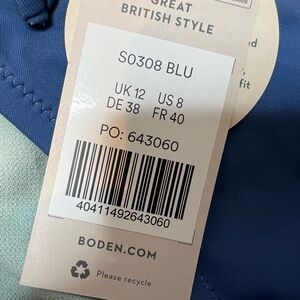 GREAT
BRITISH STYLE
S0308 BLU
UK 12 US 8
DE 38 FR 40
PO: 643060
40411492643060
BODEN.COM
Please recycle
fit